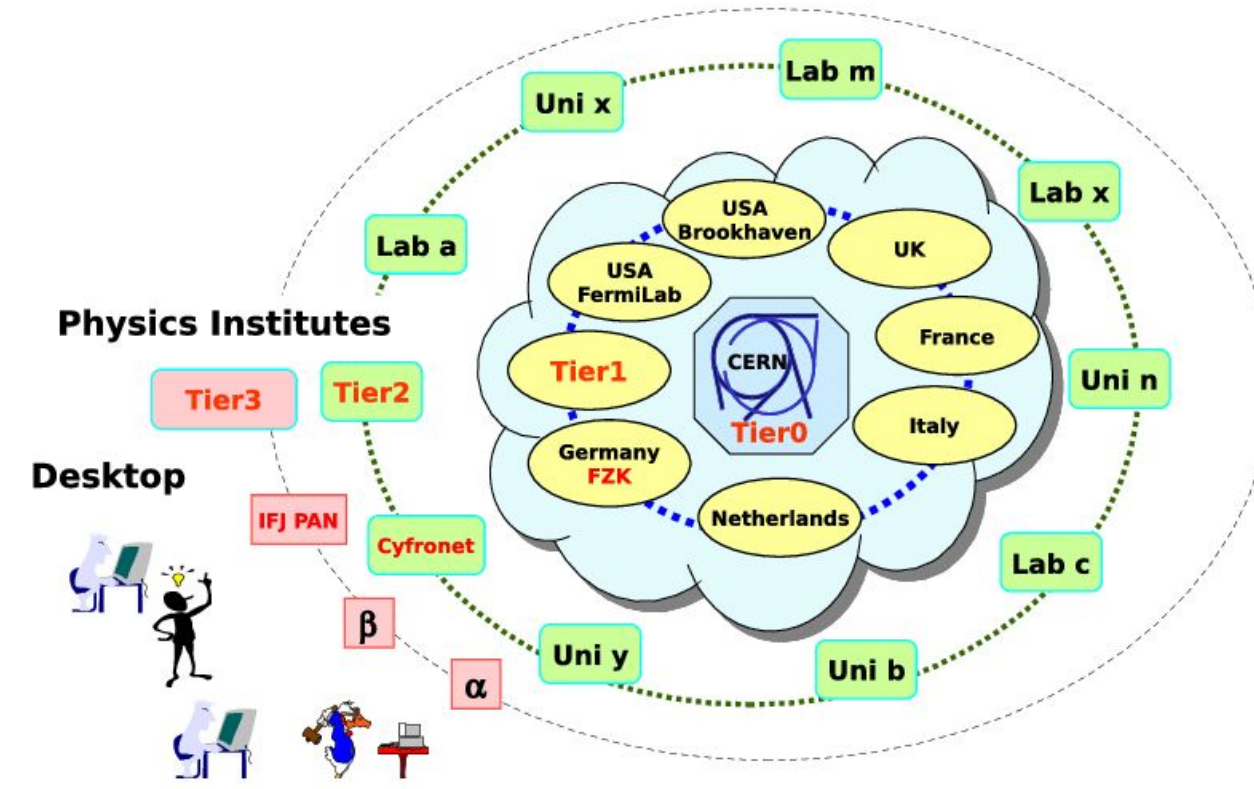 Lab m
Uni x
Lab x
USA
Brookhaven
UK
Lab a
USA
FermiLab
Physics Institutes
France
CERN
Tier1
Uni n
Tier3
Tier2
Tier0
Italy
Germany
FZK
Desktop
Netherlands
IFJ PAN
Cyfronet
Lab c
β
Uni y
Uni b
α